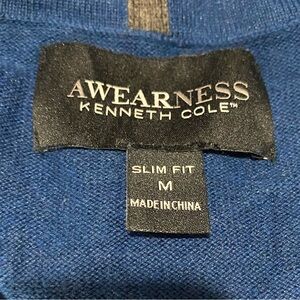 AWEARNESS
KENNETH COLE™
SLIM FIT
M
MADE IN CHINA